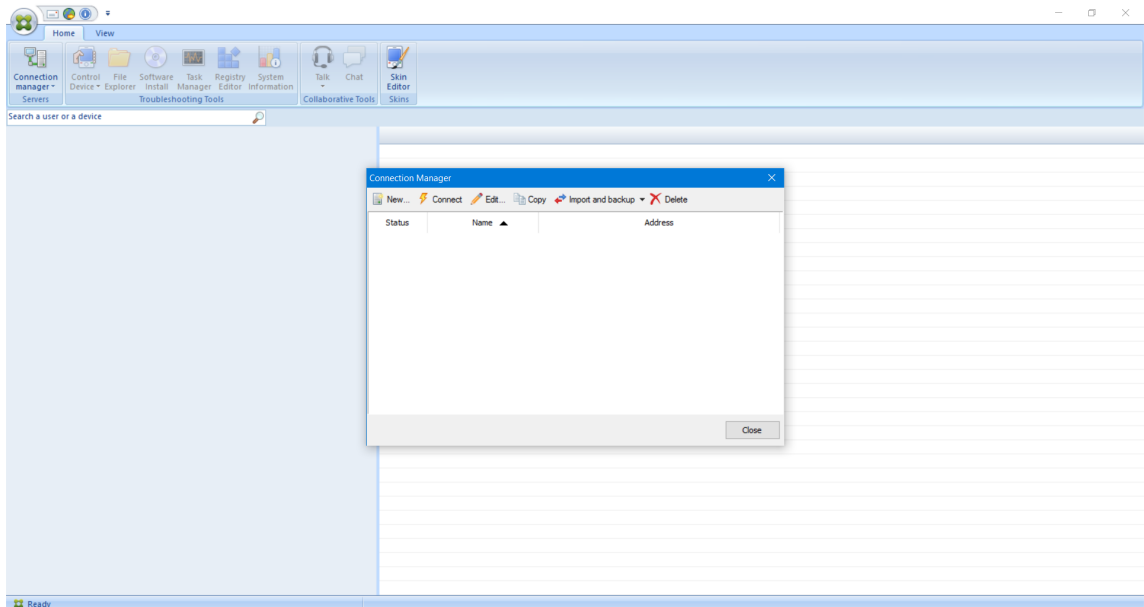 Home View
Connection manager
Control Device
File Explorer
Software Install
Task Manager
Registry Editor
System Information
Talk
Chat
Skin Editor
Servers
Troubleshooting Tools
Collaborative Tools
Skins
Search a user or a device
Connection Manager
New... Connect Edit... Copy Import and backup Delete
Status Name Address
Close
Ready